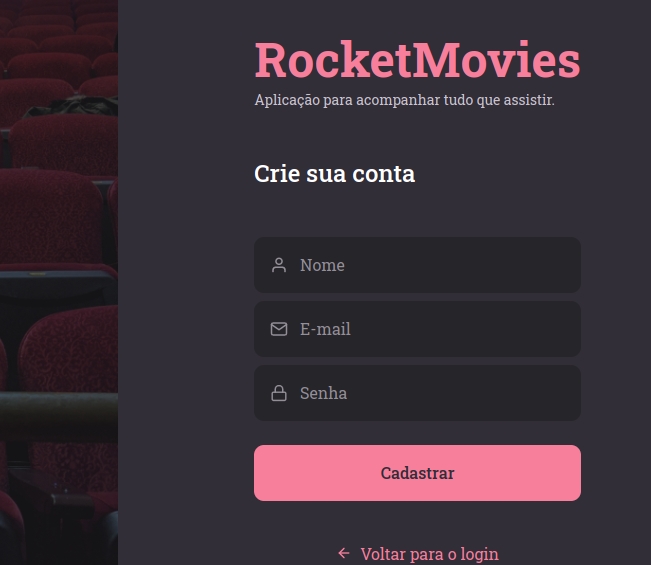 RocketMovies
Aplicação para acompanhar tudo que assistir.
Crie sua conta
Nome
E-mail
Senha
Cadastrar
Voltar para o login